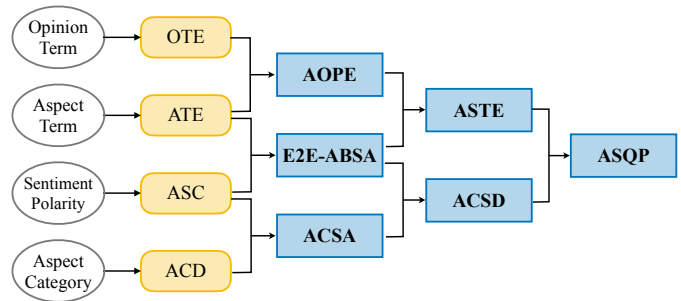 Opinion
Term
OTE
AOPE
Aspect
Term
ATE
ASTE
E2E-ABSA
ASQP
Sentiment
Polarity
ASC
ACSD
ACSA
Aspect
Category
ACD